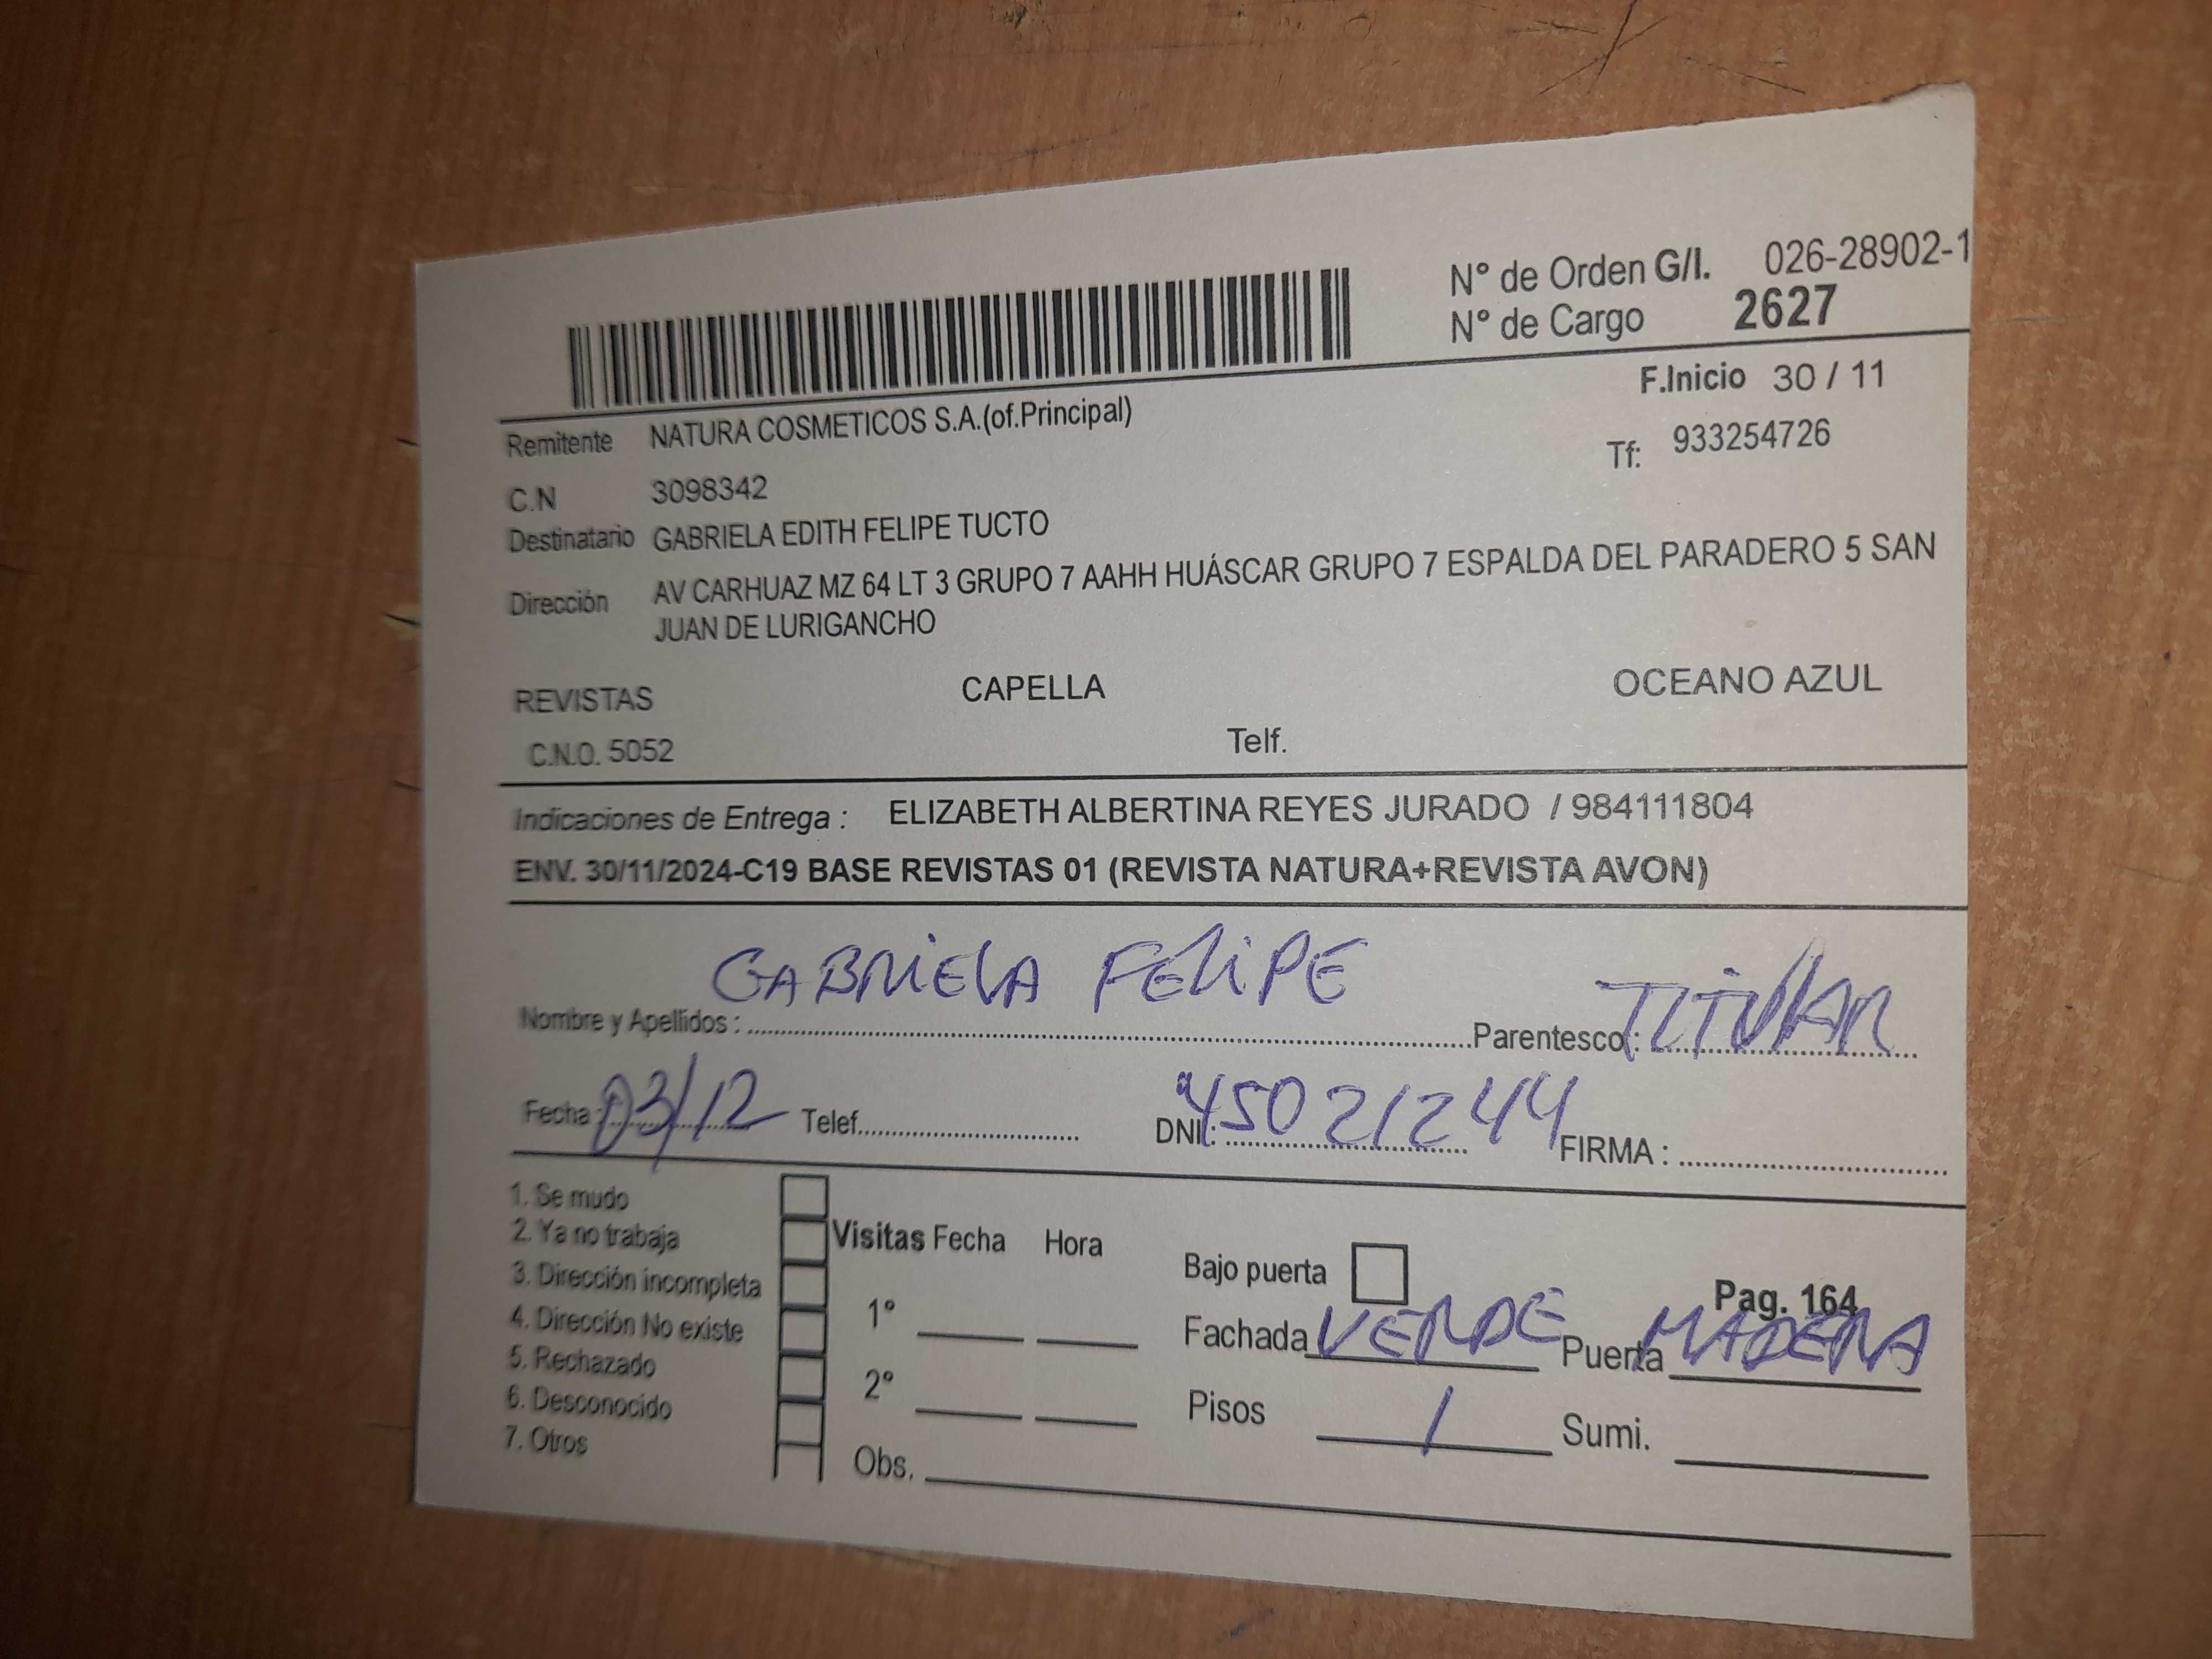 N° de Orden G/I. 026-28902-1
N° de Cargo 2627
F.Inicio 30 / 11
Remitente NATURA COSMETICOS S.A.(of.Principal)
Tf: 933254726
C.N 3098342
Destinatario GABRIELA EDITH FELIPE TUCTO
Dirección AV CARHUAZ MZ 64 LT 3 GRUPO 7 AAHH HUÁSCAR GRUPO 7 ESPALDA DEL PARADERO 5 SAN
JUAN DE LURIGANCHO
REVISTAS CAPELLA OCEANO AZUL
C.N.O. 5052 Telf.
Indicaciones de Entrega : ELIZABETH ALBERTINA REYES JURADO / 984111804
ENV. 30/11/2024-C19 BASE REVISTAS 01 (REVISTA NATURA+REVISTA AVON)
Nombre y Apellidos : GABRIELA FELIPE Parentesco : TITULAR
Fecha : 03/12 Telef. DNI : 45021244 FIRMA :
1. Se mudo
2. Ya no trabaja
3. Dirección incompleta
4. Dirección No existe
5. Rechazado
6. Desconocido
7. Otros
Visitas Fecha Hora
1°
2°
Obs.
Bajo puerta Pag. 164
Fachada VERDE Puerta MADERA
Pisos 1 Sumi.